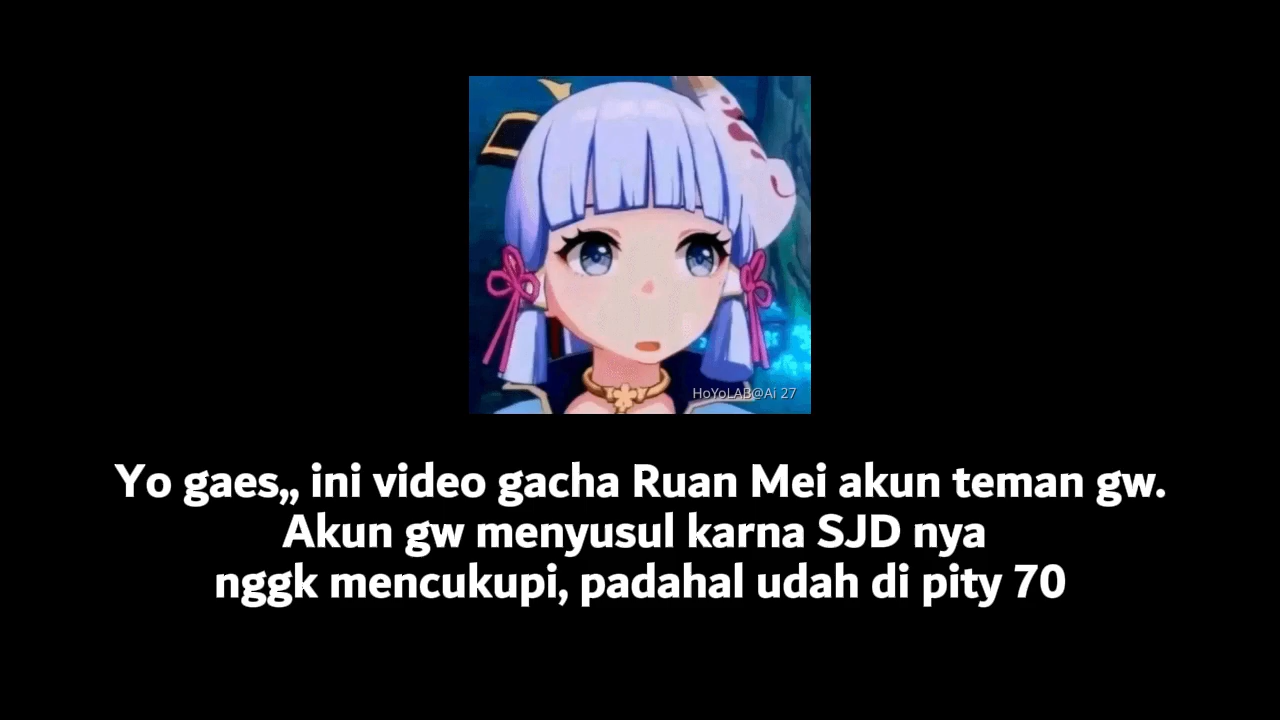 HoYoLAB@Ai 27
Yo gaes,, ini video gacha Ruan Mei akun teman gw.
Akun gw menyusul karna SJD nya
nggk mencukupi, padahal udah di pity 70